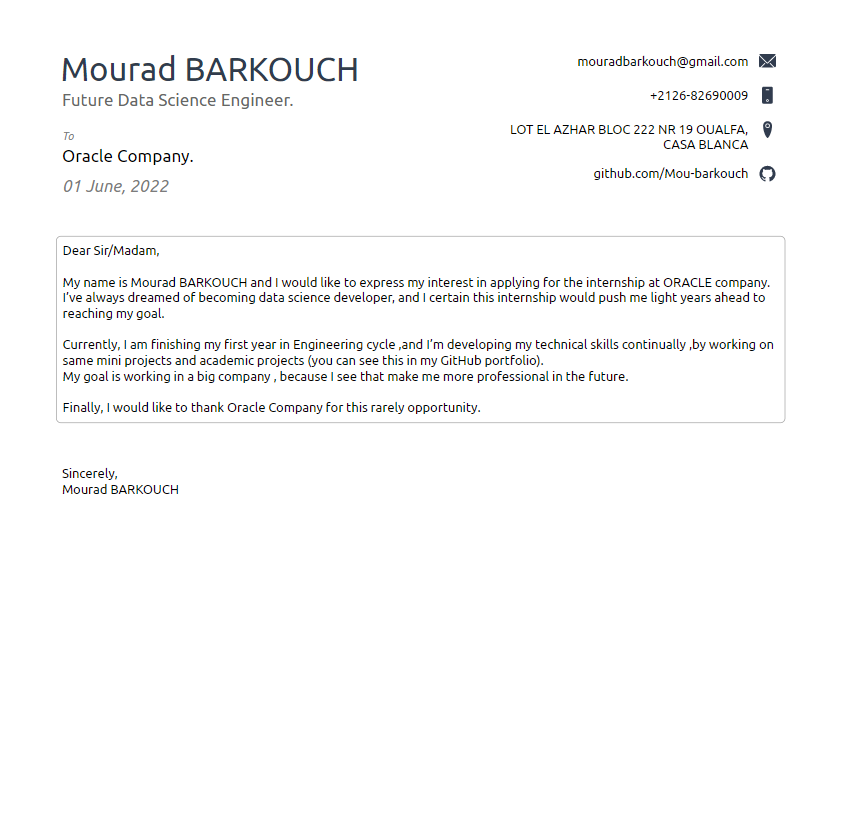 Mourad BARKOUCH
Future Data Science Engineer.
To
Oracle Company.
01 June, 2022
mouradbarkouch@gmail.com
+2126-82690009
LOT EL AZHAR BLOC 222 NR 19 OUALFA,
CASA BLANCA
github.com/Mou-barkouch
Dear Sir/Madam,
My name is Mourad BARKOUCH and I would like to express my interest in applying for the internship at ORACLE company.
I’ve always dreamed of becoming data science developer, and I certain this internship would push me light years ahead to
reaching my goal.
Currently, I am finishing my first year in Engineering cycle ,and I’m developing my technical skills continually ,by working on
same mini projects and academic projects (you can see this in my GitHub portfolio).
My goal is working in a big company , because I see that make me more professional in the future.
Finally, I would like to thank Oracle Company for this rarely opportunity.
Sincerely,
Mourad BARKOUCH